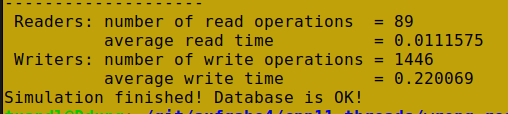 --------------------
Readers: number of read operations = 89
average read time = 0.0111575
Writers: number of write operations = 1446
average write time = 0.220069
Simulation finished! Database is OK!